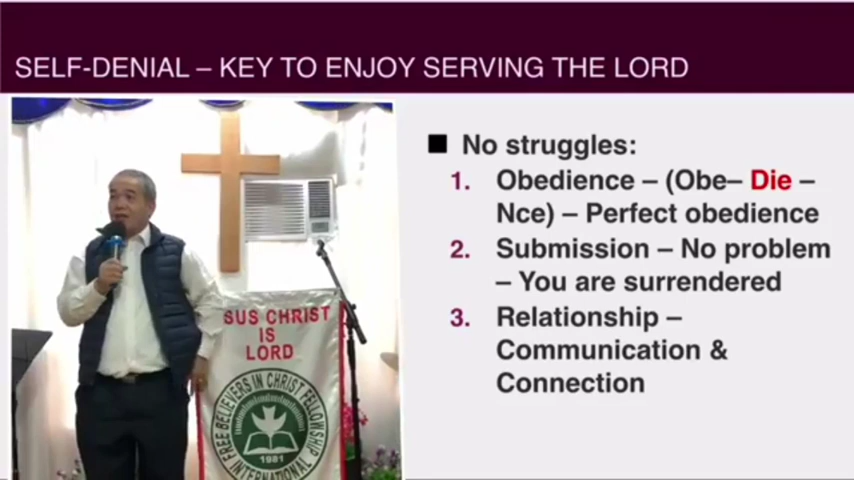 SELF-DENIAL – KEY TO ENJOY SERVING THE LORD
No struggles:
1. Obedience – (Obe– Die –
Nce) – Perfect obedience
2. Submission – No problem
– You are surrendered
3. Relationship –
Communication &
Connection
SUS CHRIST
IS
LORD
FREE BELIEVERS IN CHRIST FELLOWSHIP
INTERNATIONAL
1981